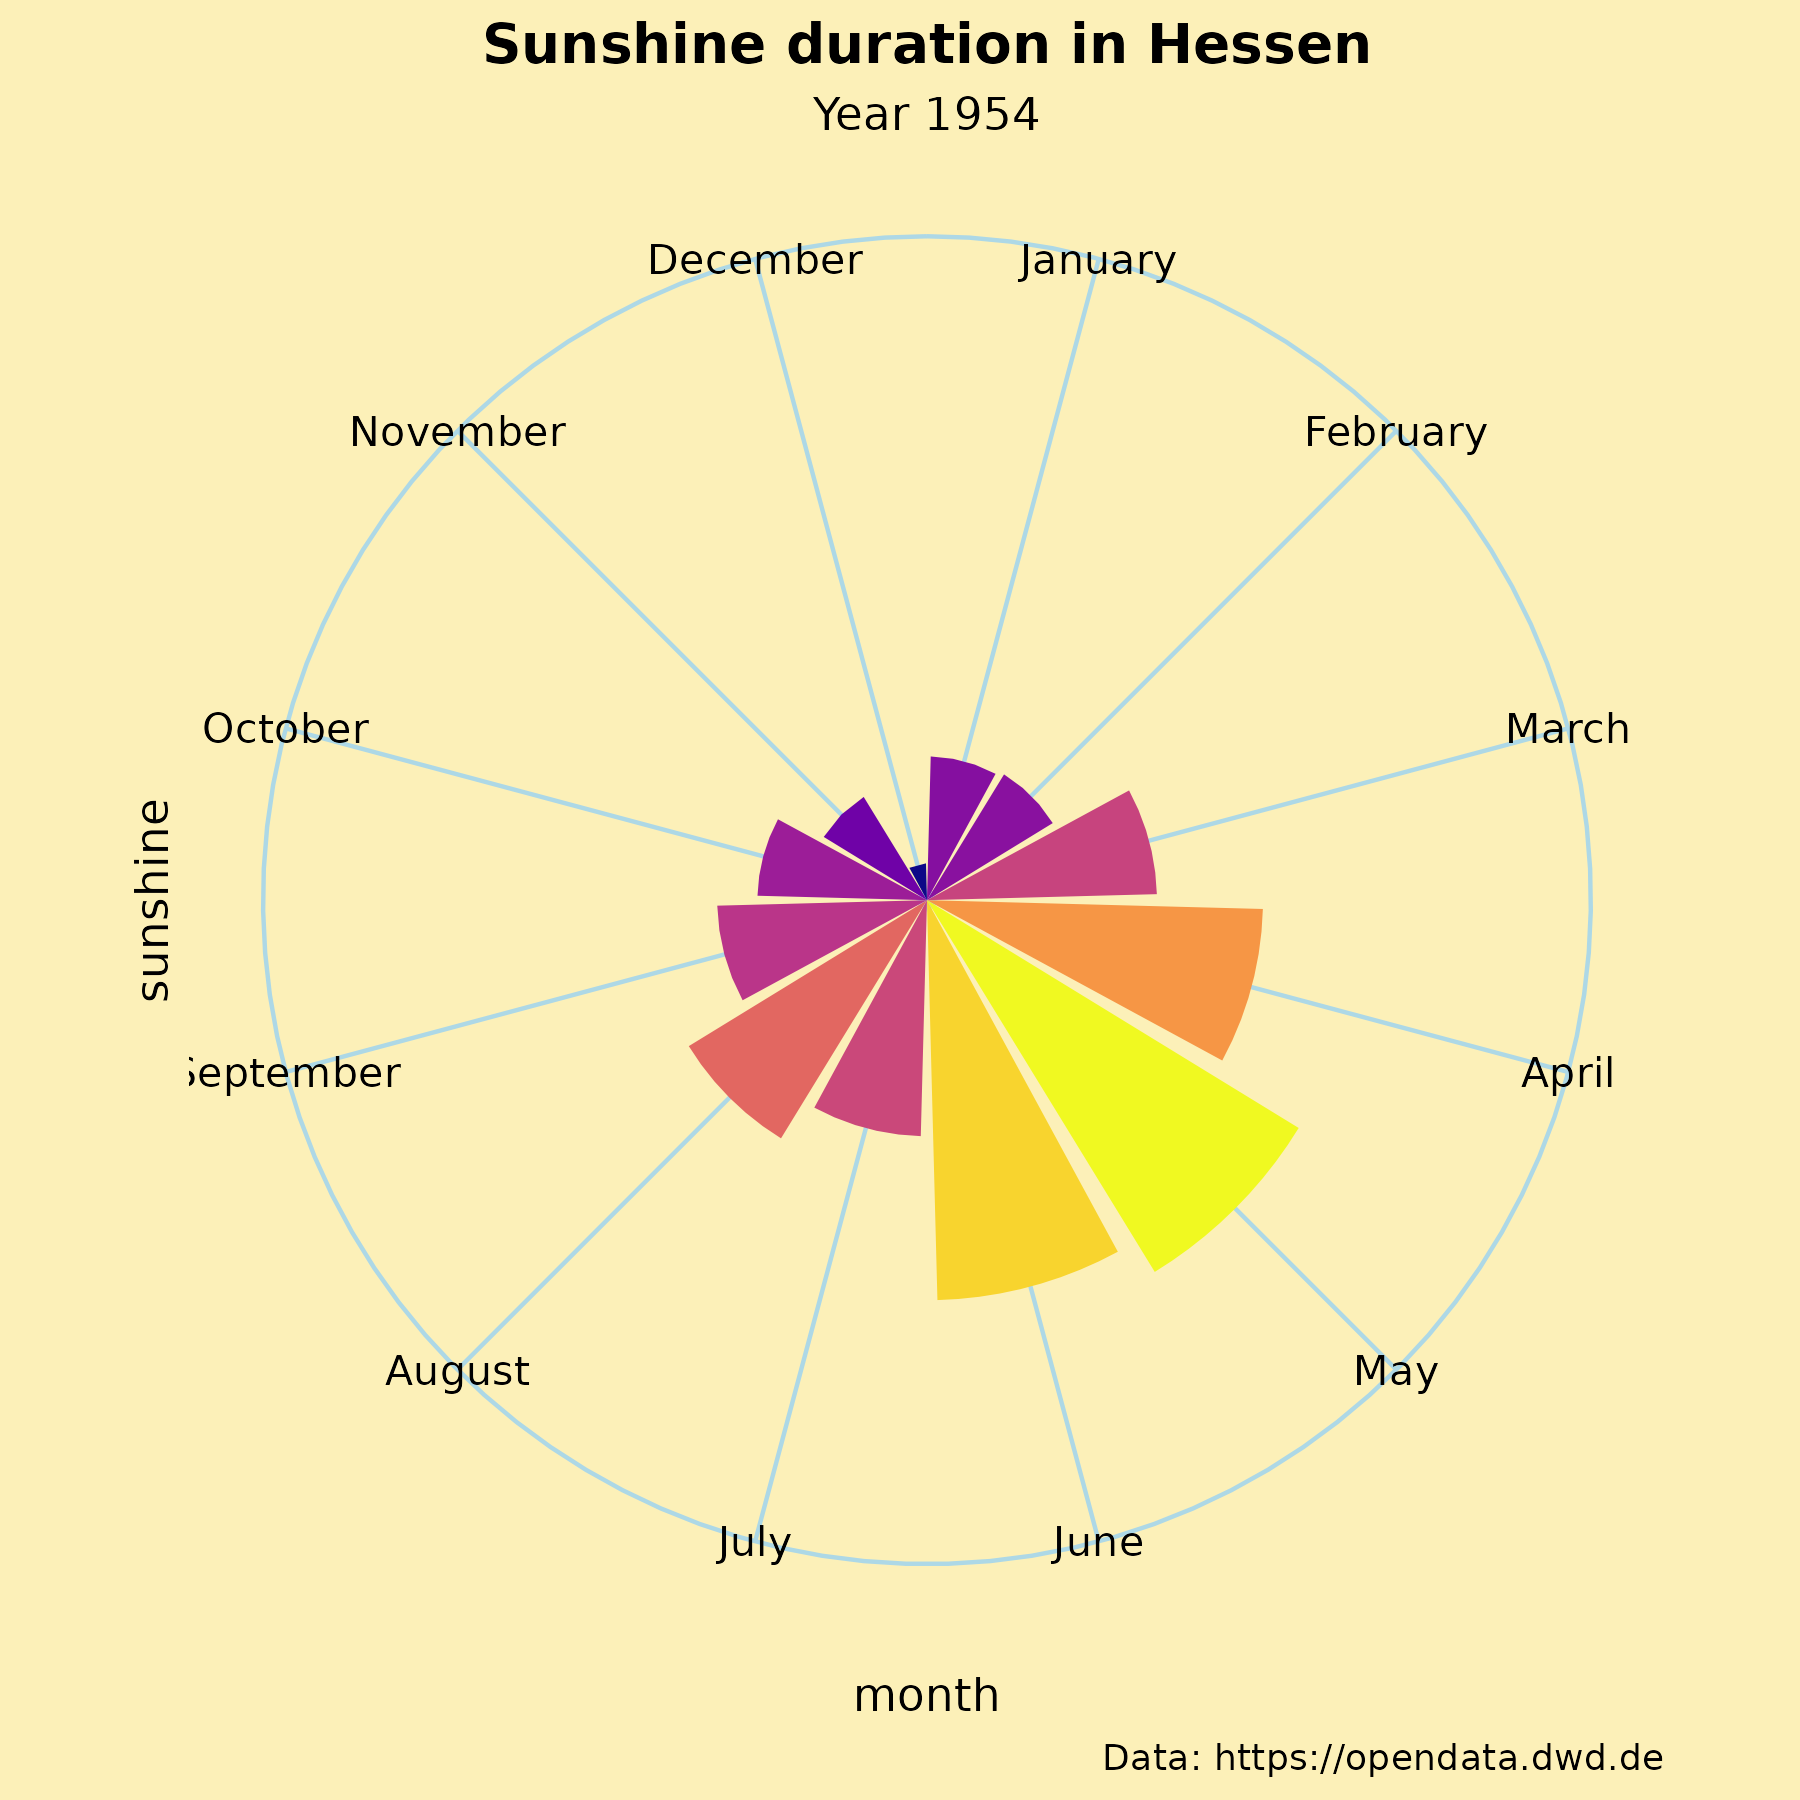 Sunshine duration in Hessen
Year 1954
December
January
November
February
October
March
sunshine
September
April
August
May
July
June
month
Data: https://opendata.dwd.de